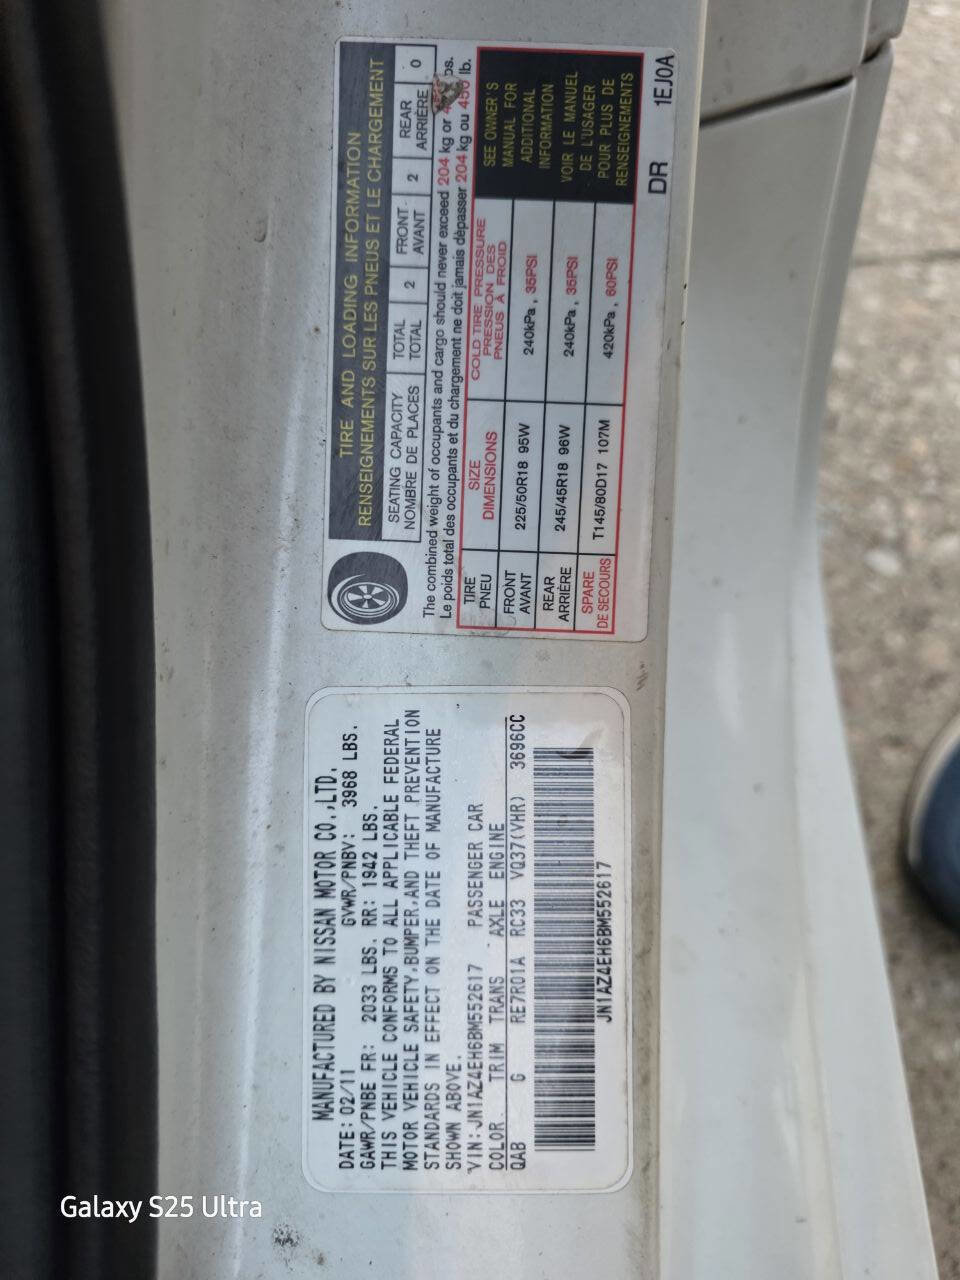 TIRE AND LOADING INFORMATION
RENSEIGNEMENTS SUR LES PNEUS ET LE CHARGEMENT
SEATING CAPACITY TOTAL 2 FRONT 2 REAR 0
NOMBRE DE PLACES TOTAL AVANT ARRIÈRE
The combined weight of occupants and cargo should never exceed 204 kg or
Le poids total des occupants et du chargement ne doit jamais dépasser 204 kg ou 450 lb.
TIRE SIZE COLD TIRE PRESSURE
PNEU DIMENSIONS PRESSION DES
PNEUS À FROID
FRONT 225/50R18 95W 240kPa, 35PSI
AVANT
REAR 245/45R18 96W 240kPa, 35PSI
ARRIÈRE
SPARE T145/80D17 107M 420kPa, 60PSI
DE SECOURS
SEE OWNER'S
MANUAL FOR
ADDITIONAL
INFORMATION
VOIR LE MANUEL
DE L'USAGER
POUR PLUS DE
RENSEIGNEMENTS
DR 1EJ0A
MANUFACTURED BY NISSAN MOTOR CO.,LTD.
DATE:02/11 GVWR/PNBV: 3968 LBS.
GAWR/PNBE FR: 2033 LBS. RR: 1942 LBS.
THIS VEHICLE CONFORMS TO ALL APPLICABLE FEDERAL
MOTOR VEHICLE SAFETY,BUMPER,AND THEFT PREVENTION
STANDARDS IN EFFECT ON THE DATE OF MANUFACTURE
SHOWN ABOVE.
VIN:JN1AZ4EH6BM552617 PASSENGER CAR
COLOR TRIM TRANS AXLE ENGINE
QAB G RE7R01A RC33 VQ37(VHR) 3696CC
JN1AZ4EH6BM552617
Galaxy S25 Ultra